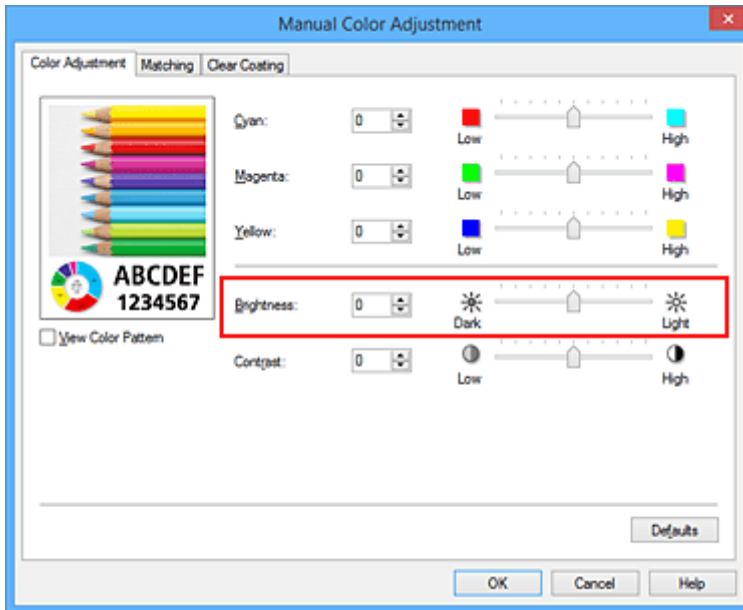 Manual Color Adjustment
Color Adjustment Matching Clear Coating
Cyan: 0 Low High
Magenta: 0 Low High
Yellow: 0 Low High
ABCDEF
1234567
Brightness: 0 Dark Light
View Color Pattern
Contrast: 0 Low High
Defaults
OK Cancel Help